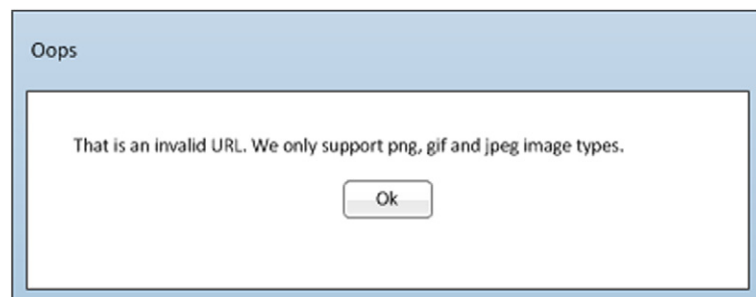 Oops
That is an invalid URL. We only support png, gif and jpeg image types.
Ok